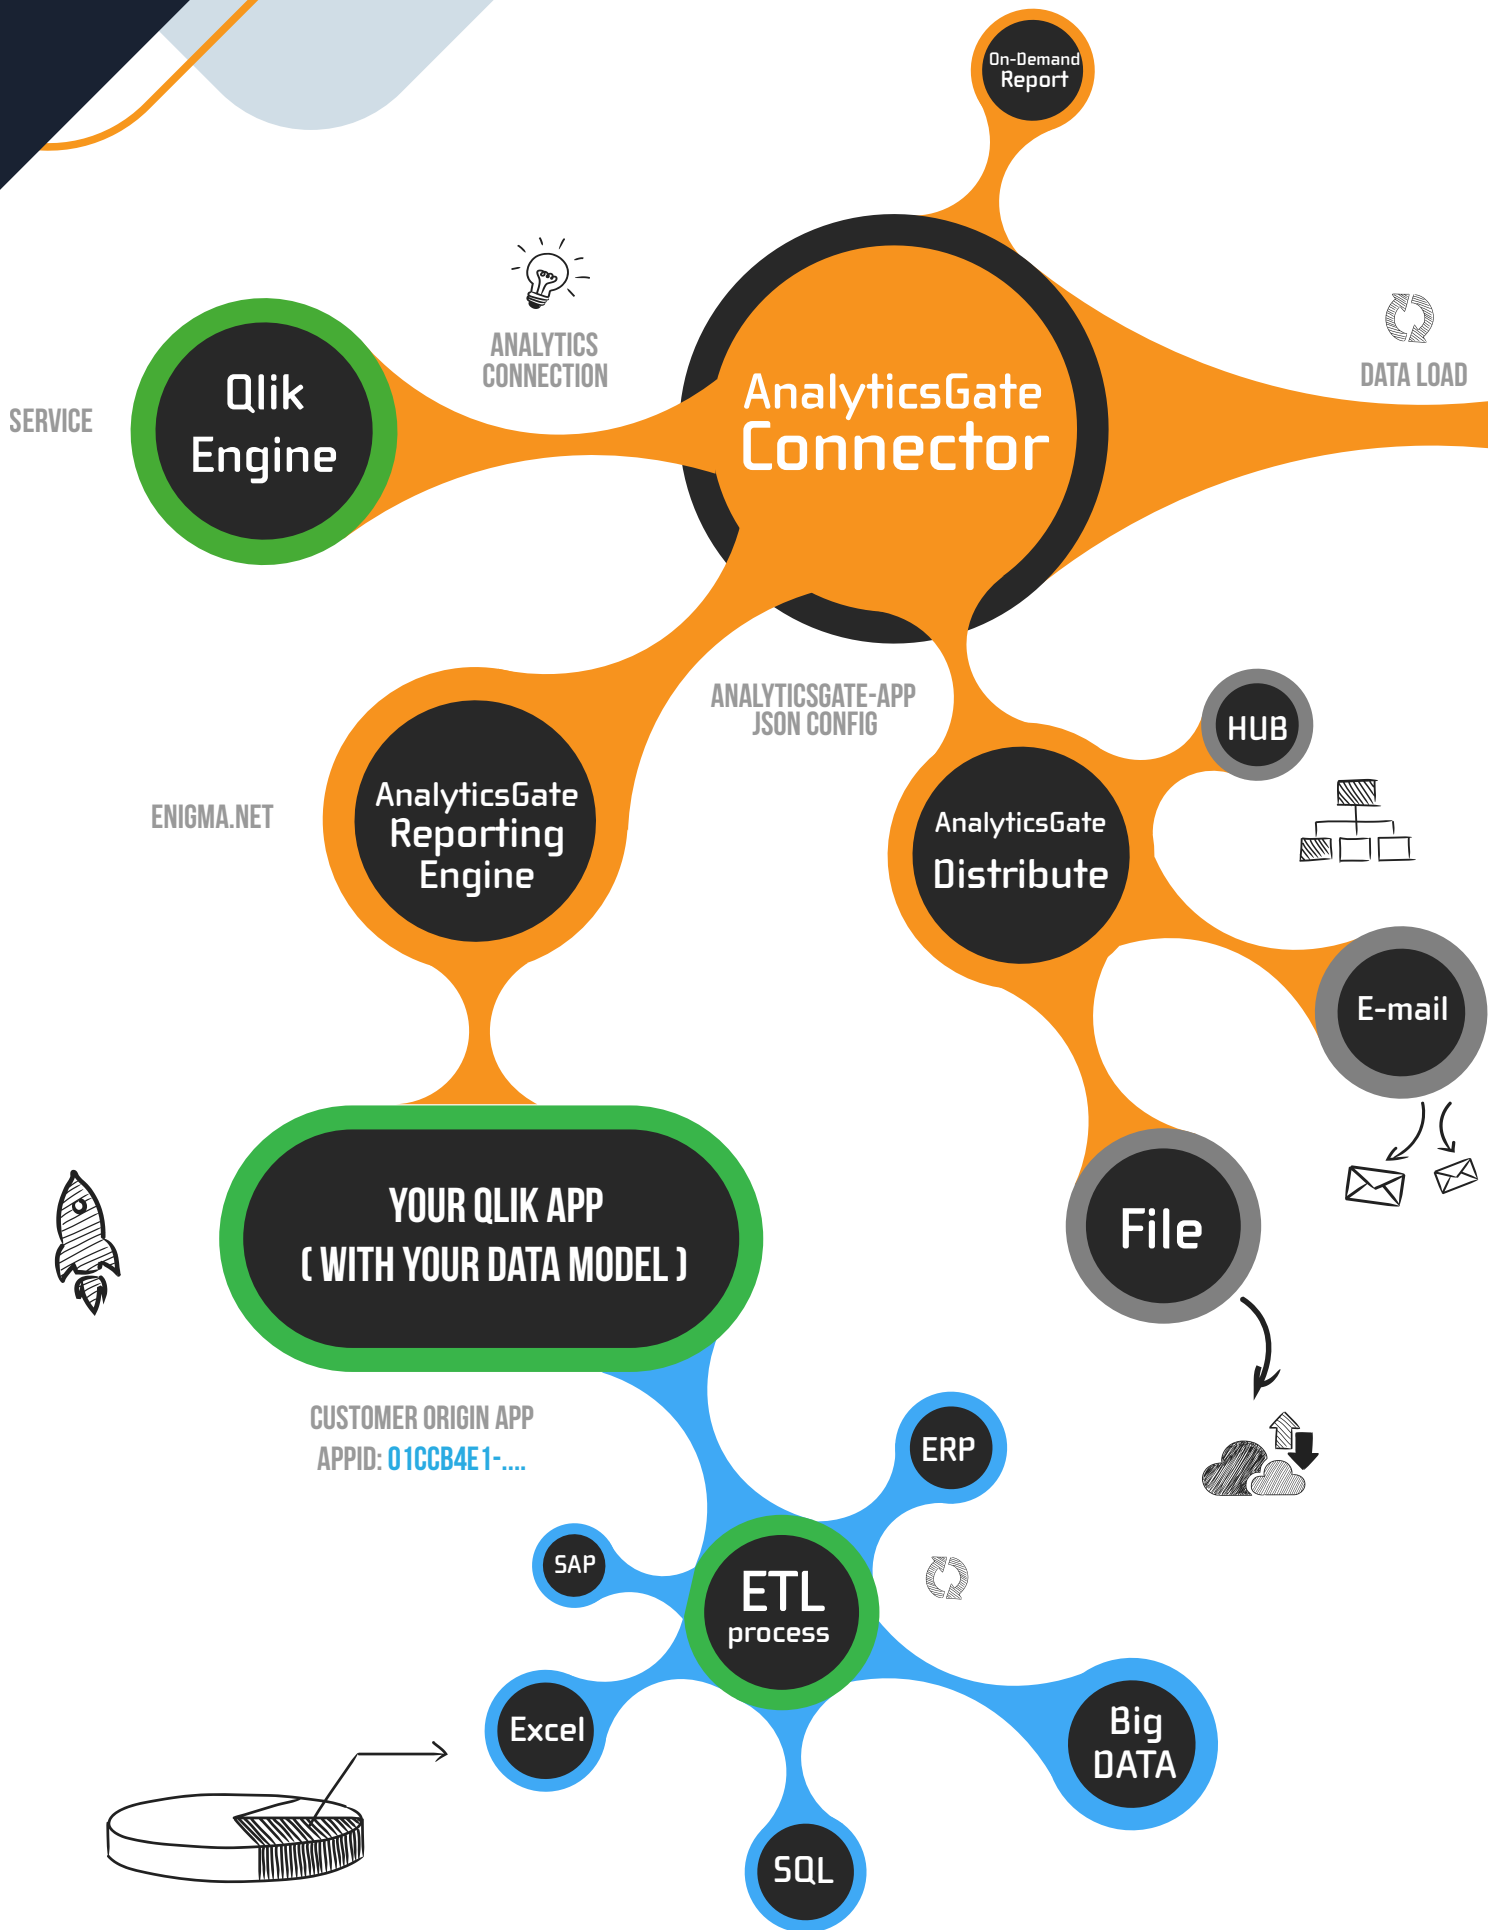 On-Demand
Report
ANALYTICS
CONNECTION
DATA LOAD
SERVICE
Qlik
Engine
AnalyticsGate
Connector
ANALYTICSGATE-APP
JSON CONFIG
HUB
ENIGMA.NET
AnalyticsGate
Reporting
Engine
AnalyticsGate
Distribute
E-mail
YOUR QLIK APP
( WITH YOUR DATA MODEL )
File
CUSTOMER ORIGIN APP
APPID: 01CCB4E1-....
ERP
SAP
ETL
process
Excel
Big
DATA
SQL